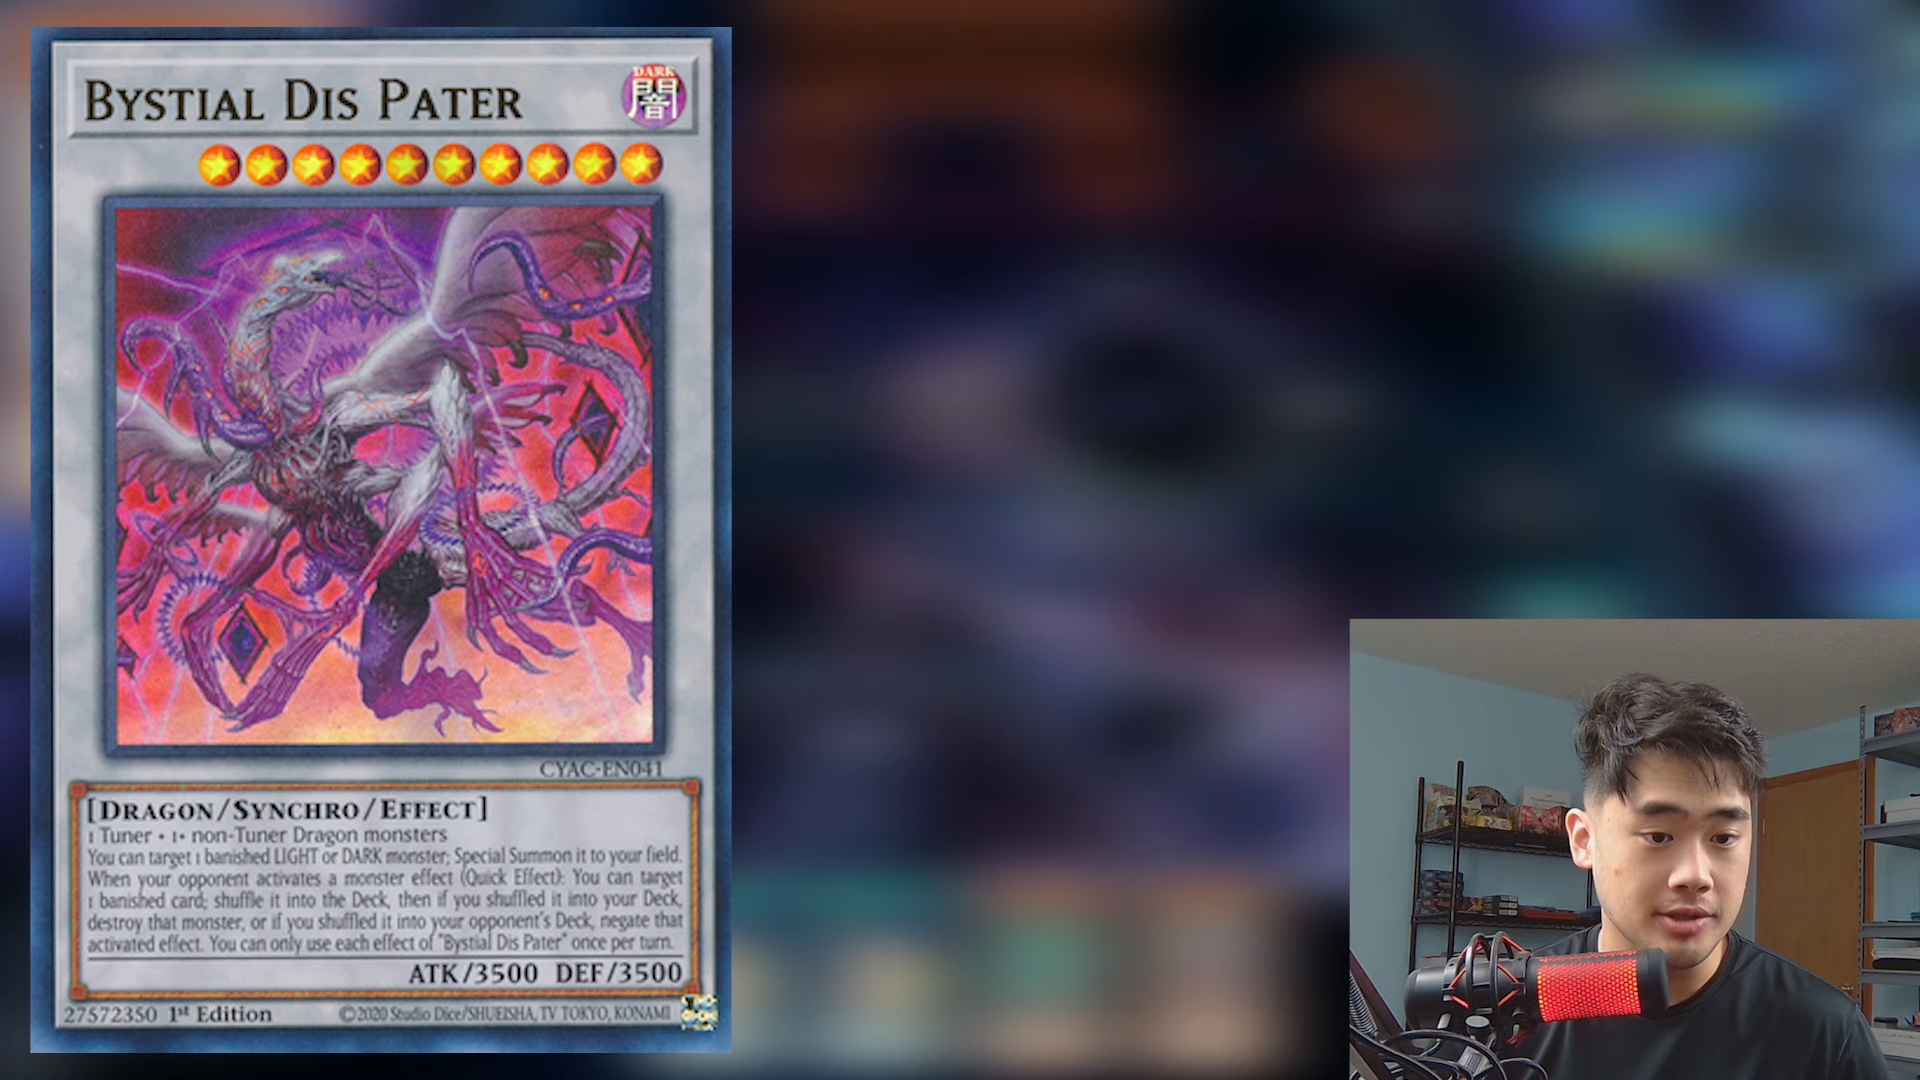 BYSTIAL DIS PATER
DARK
闇
CYAC-EN041
[DRAGON/SYNCHRO/EFFECT]
1 Tuner + 1+ non-Tuner Dragon monsters
You can target 1 banished LIGHT or DARK monster; Special Summon it to your field.
When your opponent activates a monster effect (Quick Effect): You can target
1 banished card; shuffle it into the Deck, then if you shuffled it into your Deck,
destroy that monster, or if you shuffled it into your opponent's Deck, negate that
activated effect. You can only use each effect of "Bystial Dis Pater" once per turn.
ATK/3500 DEF/3500
27572350 1st Edition ©2020 Studio Dice/SHUEISHA, TV TOKYO, KONAMI